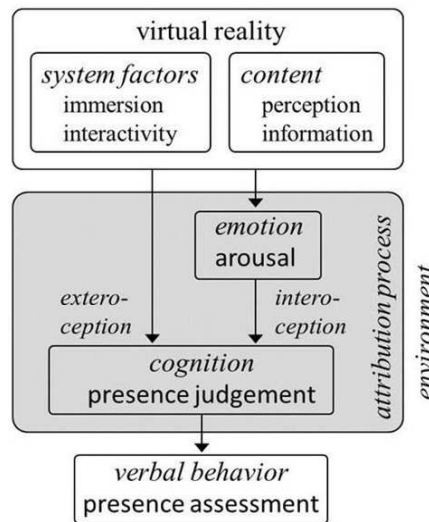 virtual reality
system factors
immersion
interactivity
content
perception
information
emotion
arousal
extero-
ception
intero-
ception
cognition
presence judgement
attribution process
environment
verbal behavior
presence assessment